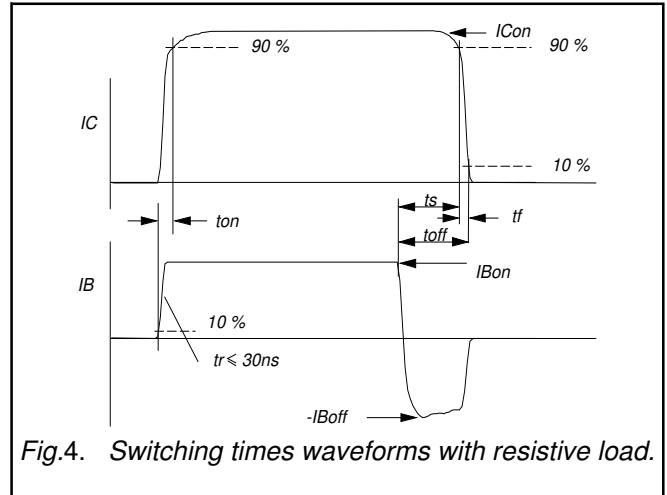 ICon
90 %
90 %
IC
10 %
ts
ton
tf
toff
IB
IBon
10 %
tr ≤ 30ns
-IBoff
Fig.4. Switching times waveforms with resistive load.